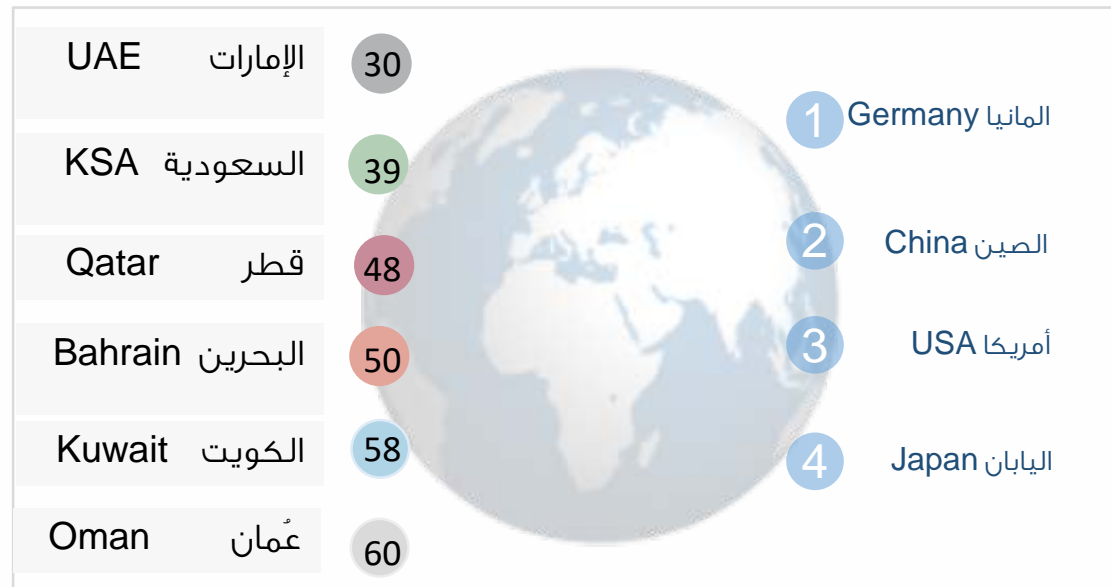 UAE الإمارات 30
KSA السعودية 39
Qatar قطر 48
Bahrain البحرين 50
Kuwait الكويت 58
Oman عُمان 60
1 Germany المانيا
2 China الصين
3 USA أمريكا
4 Japan اليابان